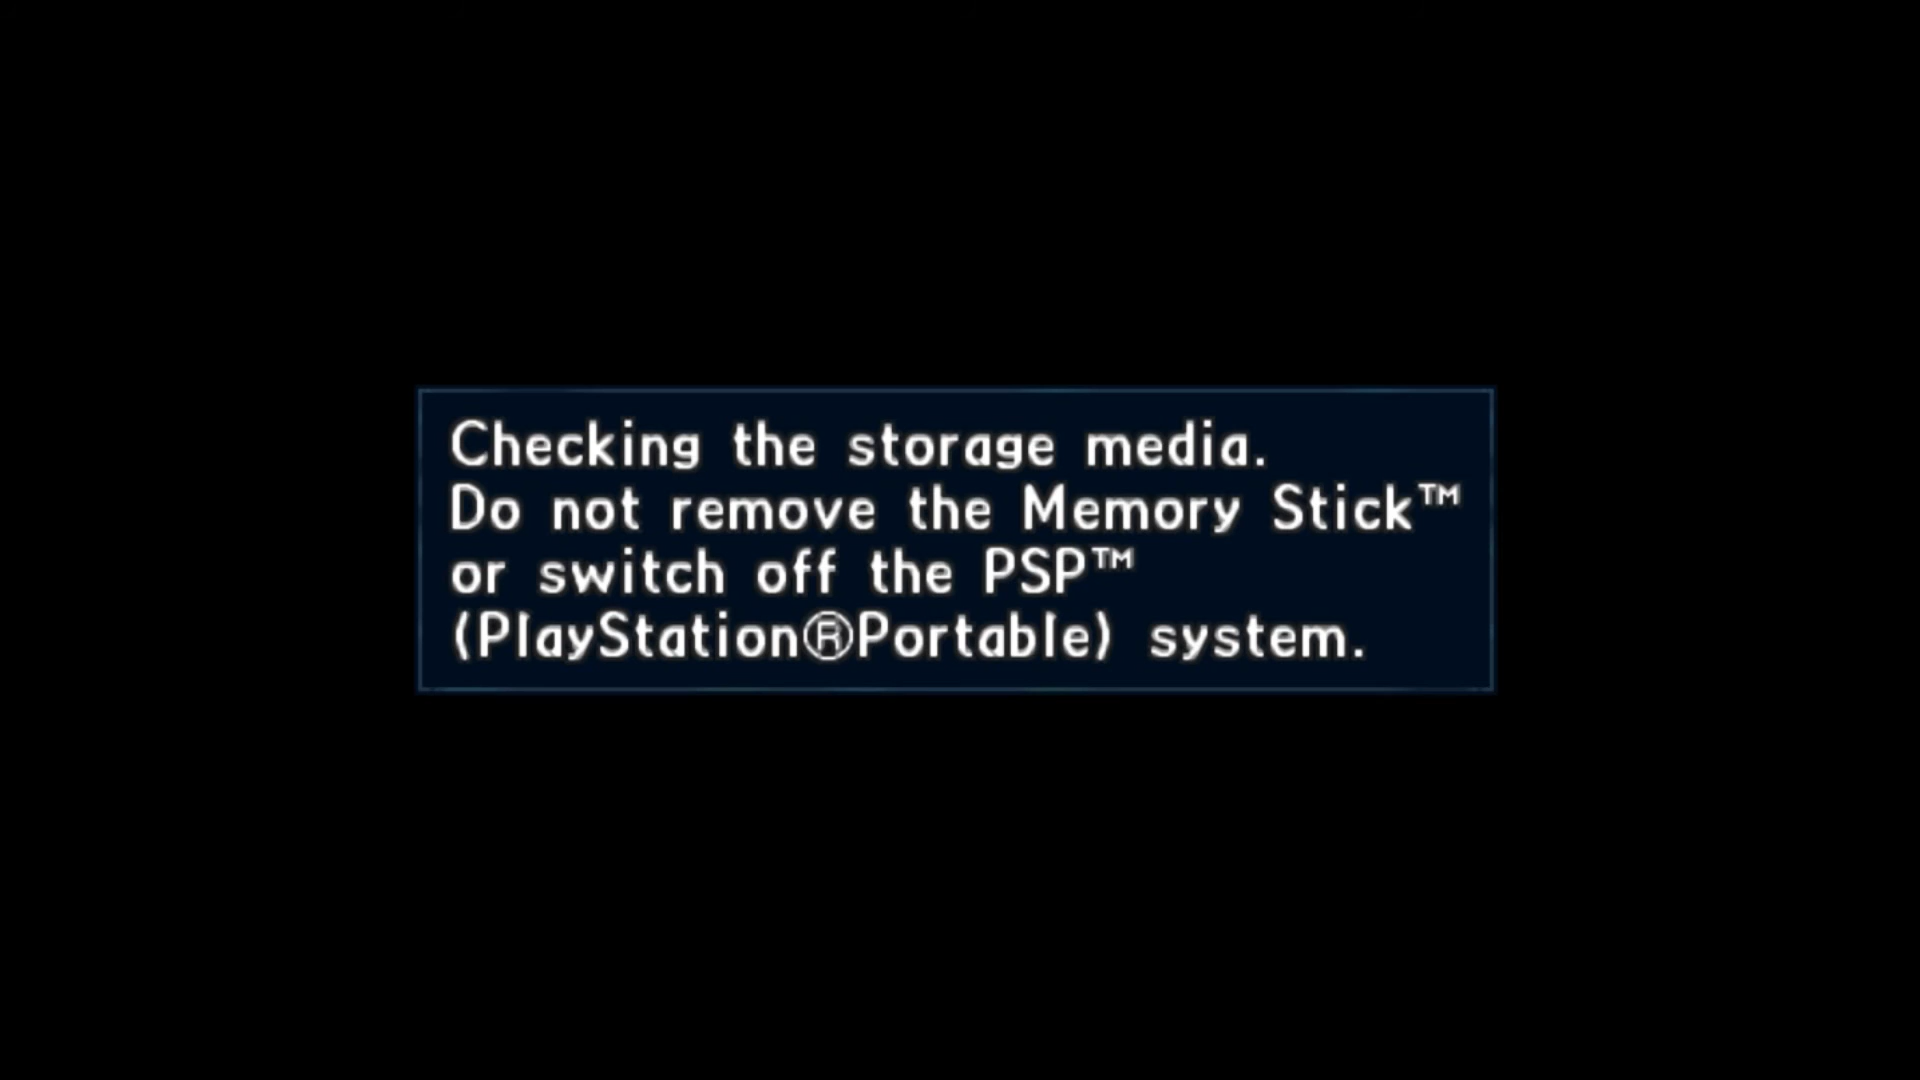 Checking the storage media.
Do not remove the Memory Stick™
or switch off the PSP™
(PlayStation®Portable) system.